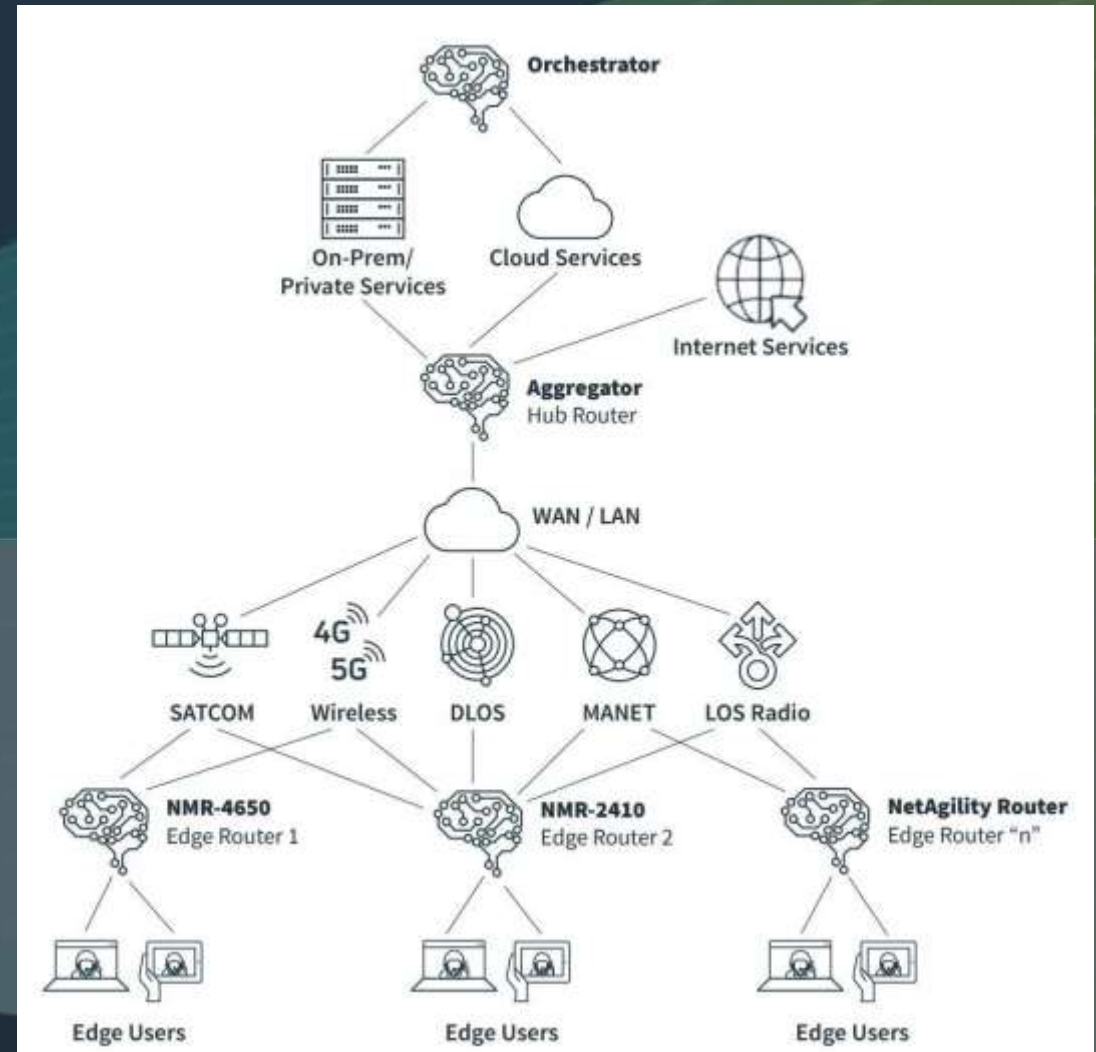 Orchestrator
On-Prem/
Private Services
Cloud Services
Internet Services
Aggregator
Hub Router
WAN / LAN
4G
5G
SATCOM
Wireless
DLOS
MANET
LOS Radio
NMR-4650
Edge Router 1
NMR-2410
Edge Router 2
NetAgility Router
Edge Router “n”
Edge Users
Edge Users
Edge Users